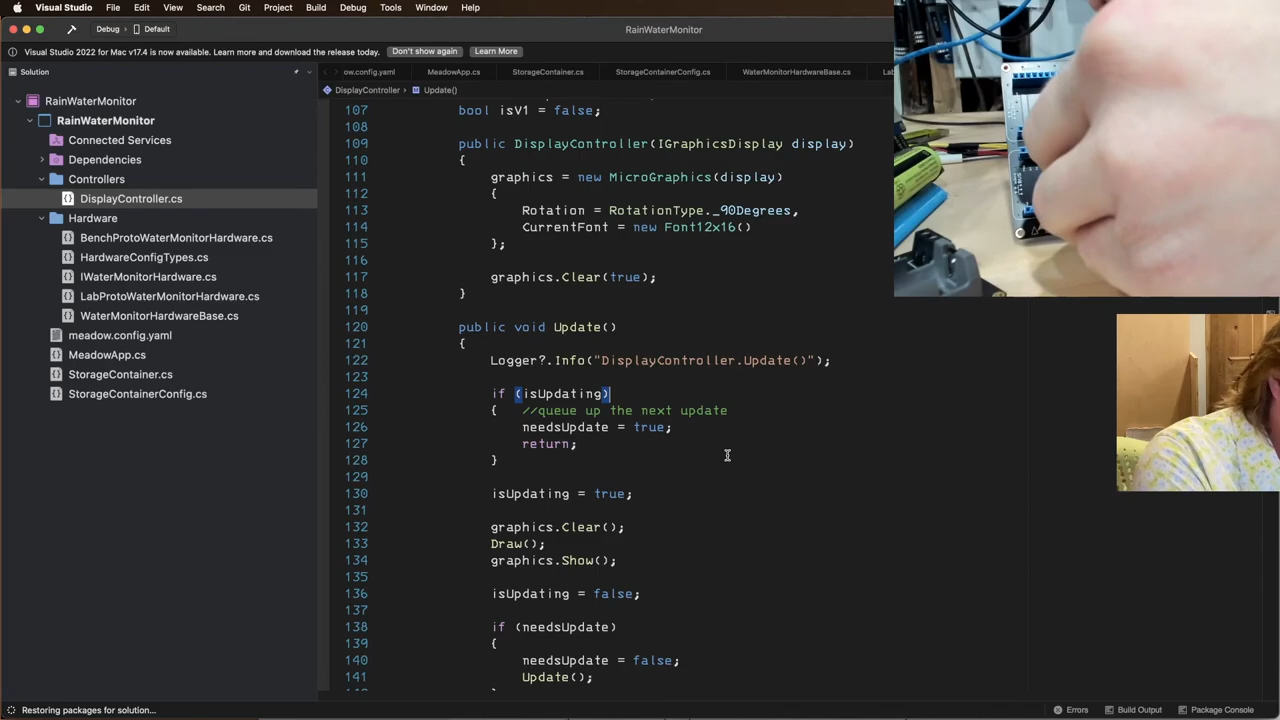 Visual Studio File Edit View Search Git Project Build Debug Tools Window Help
Debug Default RainWaterMonitor
Visual Studio 2022 for Mac v17.4 is now available. Learn more and download the release today. Don't show again Learn More
Solution
RainWaterMonitor
RainWaterMonitor
Connected Services
Dependencies
Controllers
DisplayController.cs
Hardware
BenchProtoWaterMonitorHardware.cs
HardwareConfigTypes.cs
IWaterMonitorHardware.cs
LabProtoWaterMonitorHardware.cs
WaterMonitorHardwareBase.cs
meadow.config.yaml
MeadowApp.cs
StorageContainer.cs
StorageContainerConfig.cs
ow.config.yaml MeadowApp.cs StorageContainer.cs StorageContainerConfig.cs WaterMonitorHardwareBase.cs La
DisplayController Update()
107 bool isV1 = false;
108
109 public DisplayController(IGraphicsDisplay display)
110 {
111 graphics = new MicroGraphics(display)
112 {
113 Rotation = RotationType._90Degrees,
114 CurrentFont = new Font12x16()
115 };
116
117 graphics.Clear(true);
118 }
119
120 public void Update()
121 {
122 Logger?.Info("DisplayController.Update()");
123
124 if (isUpdating)
125 { //queue up the next update
126 needsUpdate = true;
127 return;
128 }
129
130 isUpdating = true;
131
132 graphics.Clear();
133 Draw();
134 graphics.Show();
135
136 isUpdating = false;
137
138 if (needsUpdate)
139 {
140 needsUpdate = false;
141 Update();
Restoring packages for solution... Errors Build Output Package Console